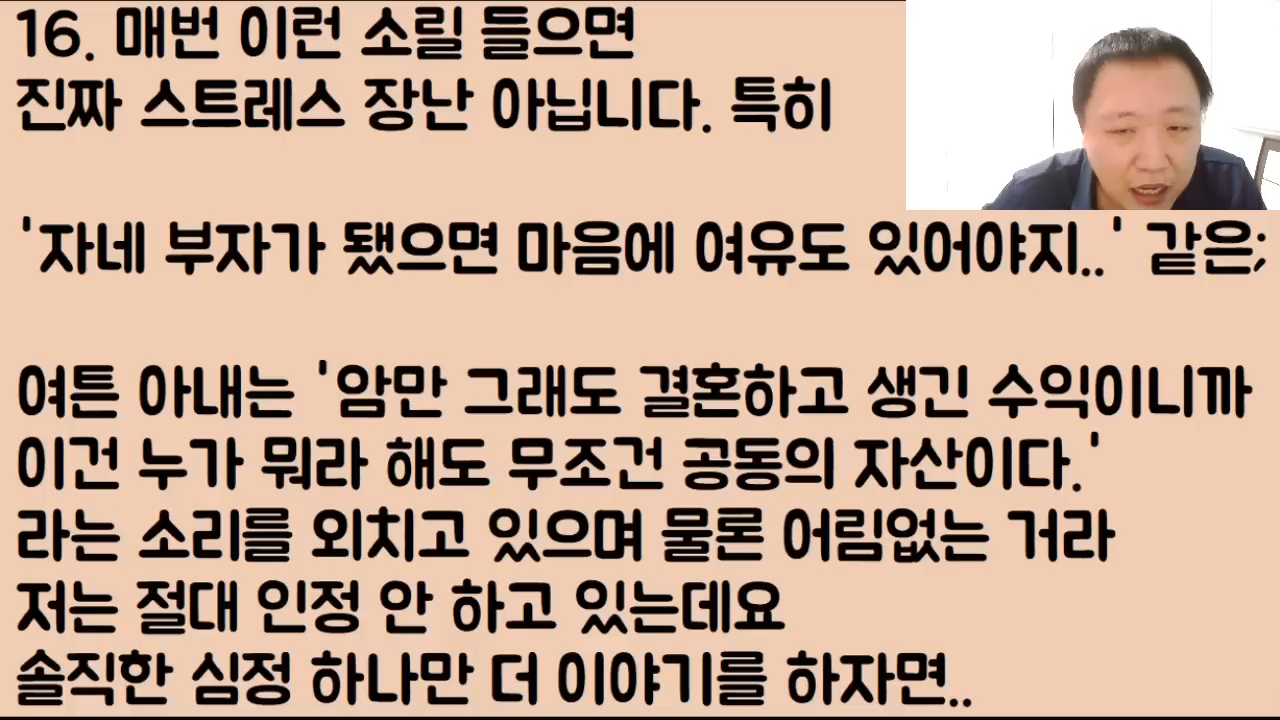 16. 매번 이런 소릴 들으면
진짜 스트레스 장난 아닙니다. 특히
'자네 부자가 됐으면 마음에 여유도 있어야지..' 같은;
여튼 아내는 '암만 그래도 결혼하고 생긴 수익이니까
이건 누가 뭐라 해도 무조건 공동의 자산이다.'
라는 소리를 외치고 있으며 물론 어림없는 거라
저는 절대 인정 안 하고 있는데요
솔직한 심정 하나만 더 이야기를 하자면..